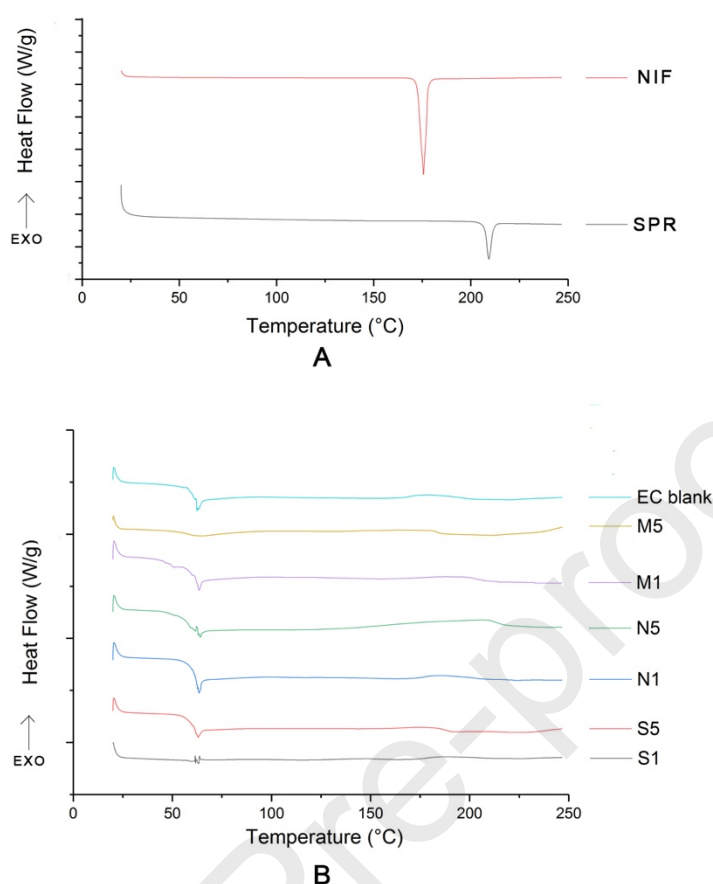 Heat Flow (W/g)
EXO
NIF
SPR
0 50 100 150 200 250
Temperature (°C)
A
Heat Flow (W/g)
EXO
EC blank
M5
M1
N5
N1
S5
S1
0 50 100 150 200 250
Temperature (°C)
B
Pre-proo